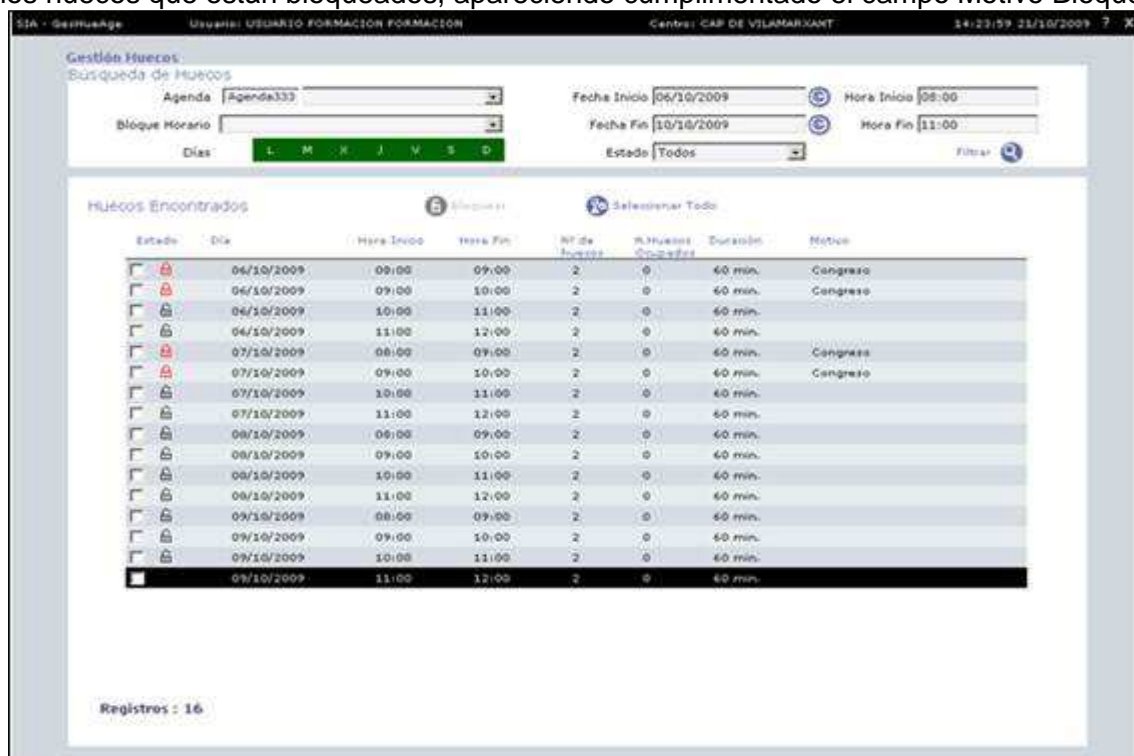 los huecos que están bloqueados, apareciendo cumplimentado el campo Motivo Bloque
SIA - GesHueAge Usuario: USUARIO FORMACION FORMACION Centro: CAP DE VILAMARXANT 14:23:59 21/10/2009 ? X
Gestión Huecos
Búsqueda de Huecos
Agenda Agenda333 Fecha Inicio 06/10/2009 Hora Inicio 08:00
Bloque Horario Fecha Fin 10/10/2009 Hora Fin 11:00
Días L M X J V S D Estado Todos Filtrar
Huecos Encontrados Bloquear Seleccionar Todo
Estado Día Hora Inicio Hora Fin Nº de huecos N.Huecos Ocupados Duración Motivo
06/10/2009 08:00 09:00 2 0 60 min. Congreso
06/10/2009 09:00 10:00 2 0 60 min. Congreso
06/10/2009 10:00 11:00 2 0 60 min.
06/10/2009 11:00 12:00 2 0 60 min.
07/10/2009 08:00 09:00 2 0 60 min. Congreso
07/10/2009 09:00 10:00 2 0 60 min. Congreso
07/10/2009 10:00 11:00 2 0 60 min.
07/10/2009 11:00 12:00 2 0 60 min.
08/10/2009 08:00 09:00 2 0 60 min.
08/10/2009 09:00 10:00 2 0 60 min.
08/10/2009 10:00 11:00 2 0 60 min.
08/10/2009 11:00 12:00 2 0 60 min.
09/10/2009 08:00 09:00 2 0 60 min.
09/10/2009 09:00 10:00 2 0 60 min.
09/10/2009 10:00 11:00 2 0 60 min.
09/10/2009 11:00 12:00 2 0 60 min.
Registros : 16